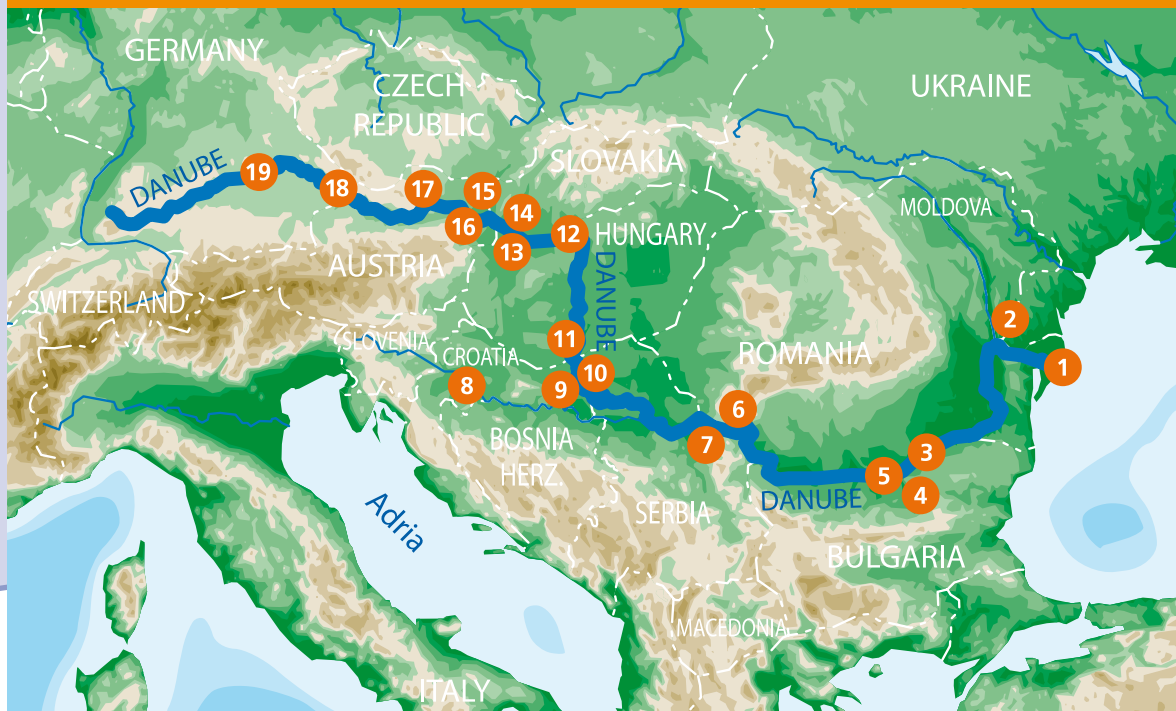 GERMANY
CZECH
REPUBLIC
UKRAINE
SLOVAKIA
DANUBE
19
18
17
15
14
16
13
12
HUNGARY
MOLDOVA
AUSTRIA
DANUBE
SWITZERLAND
SLOVENIA
CROATIA
11
10
9
8
ROMANIA
2
1
6
7
BOSNIA
HERZ.
3
5
4
DANUBE
SERBIA
Adria
BULGARIA
MACEDONIA
ITALY